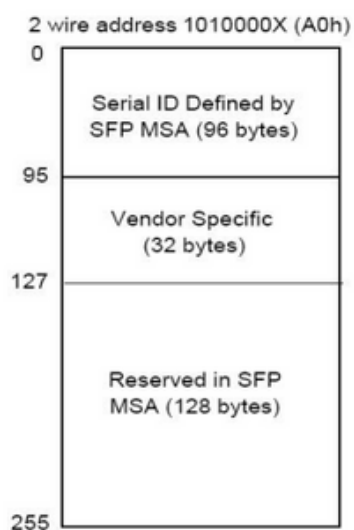 2 wire address 1010000X (A0h)
0
Serial ID Defined by
SFP MSA (96 bytes)
95
Vendor Specific
(32 bytes)
127
Reserved in SFP
MSA (128 bytes)
255